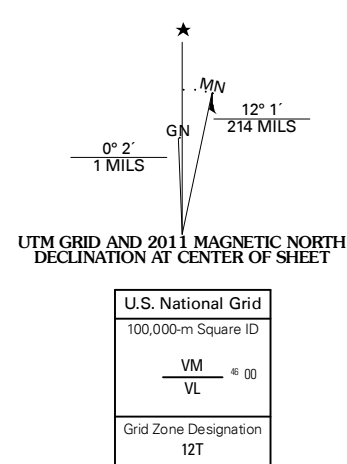 MN
GN
12° 1´
214 MILS
0° 2´
1 MILS
UTM GRID AND 2011 MAGNETIC NORTH
DECLINATION AT CENTER OF SHEET
U.S. National Grid
100,000-m Square ID
VM
46 00
VL
Grid Zone Designation
12T